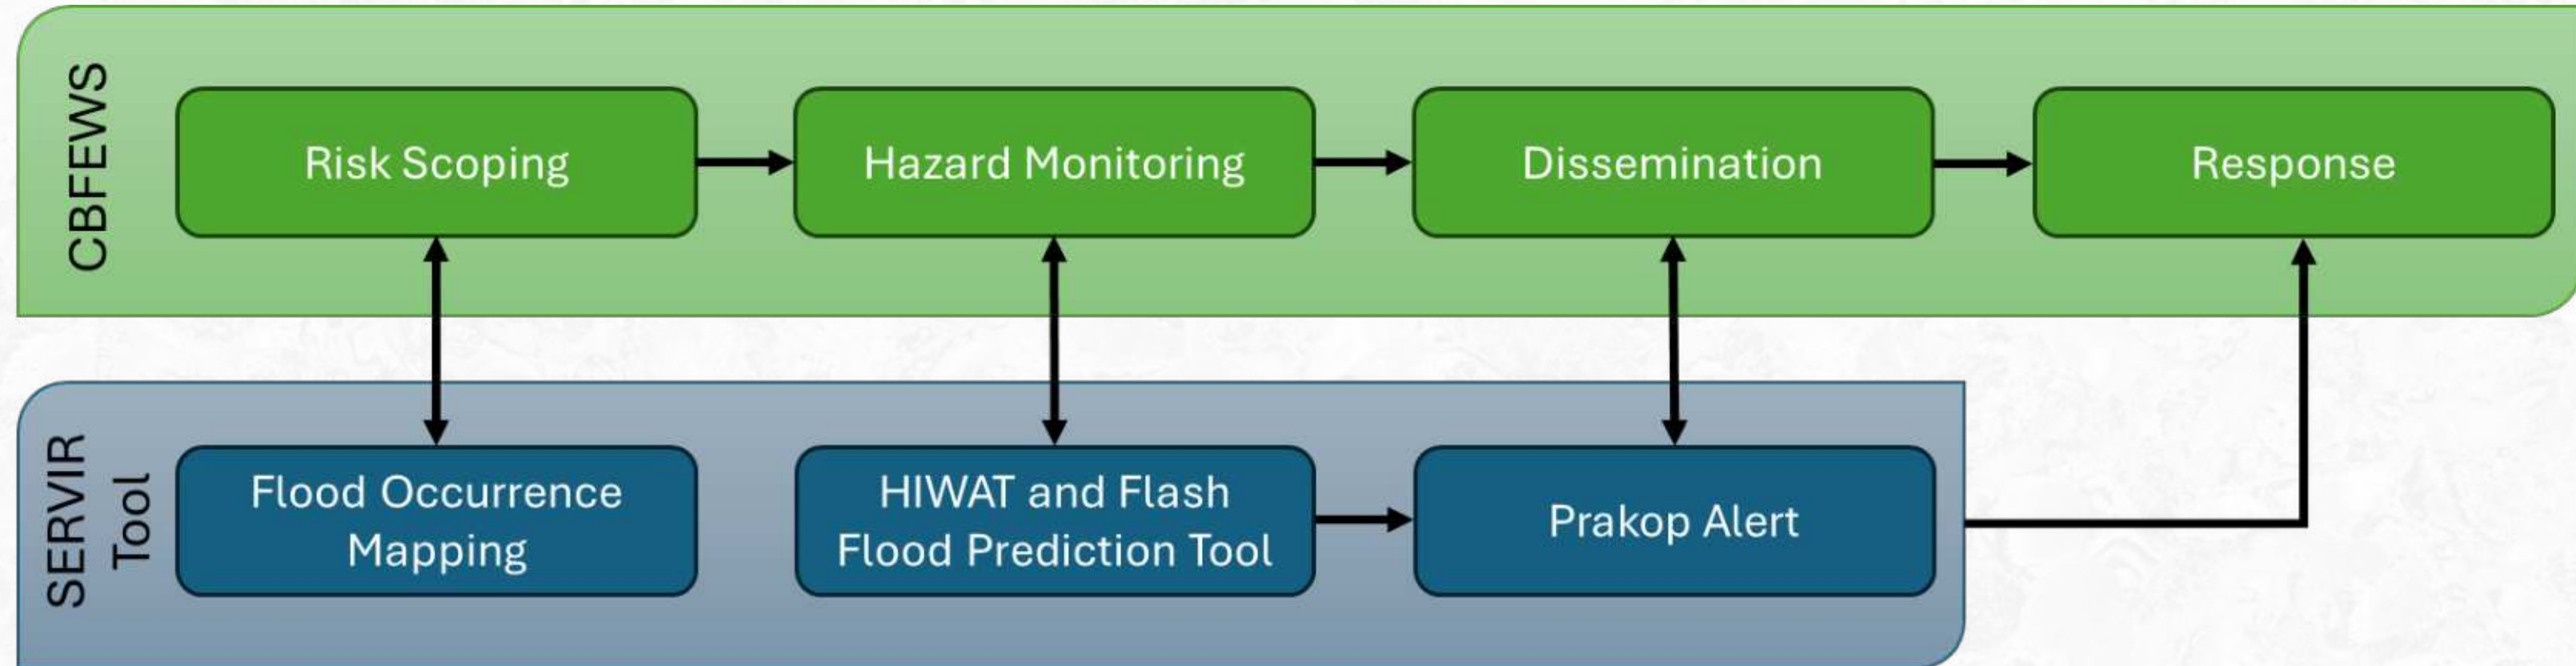 CBFEWS
Risk Scoping
Hazard Monitoring
Dissemination
Response
SERVIR
Tool
Flood Occurrence
Mapping
HIWAT and Flash
Flood Prediction Tool
Prakop Alert